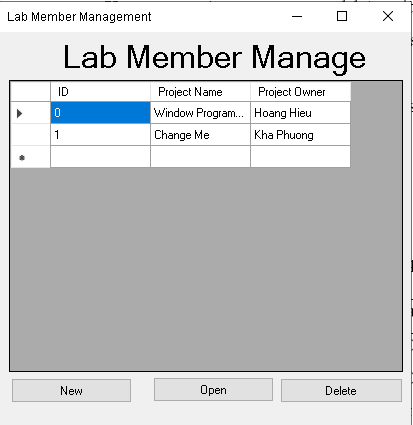 Lab Member Management
Lab Member Manage
ID Project Name Project Owner
0 Window Program... Hoang Hieu
1 Change Me Kha Phuong
New Open Delete